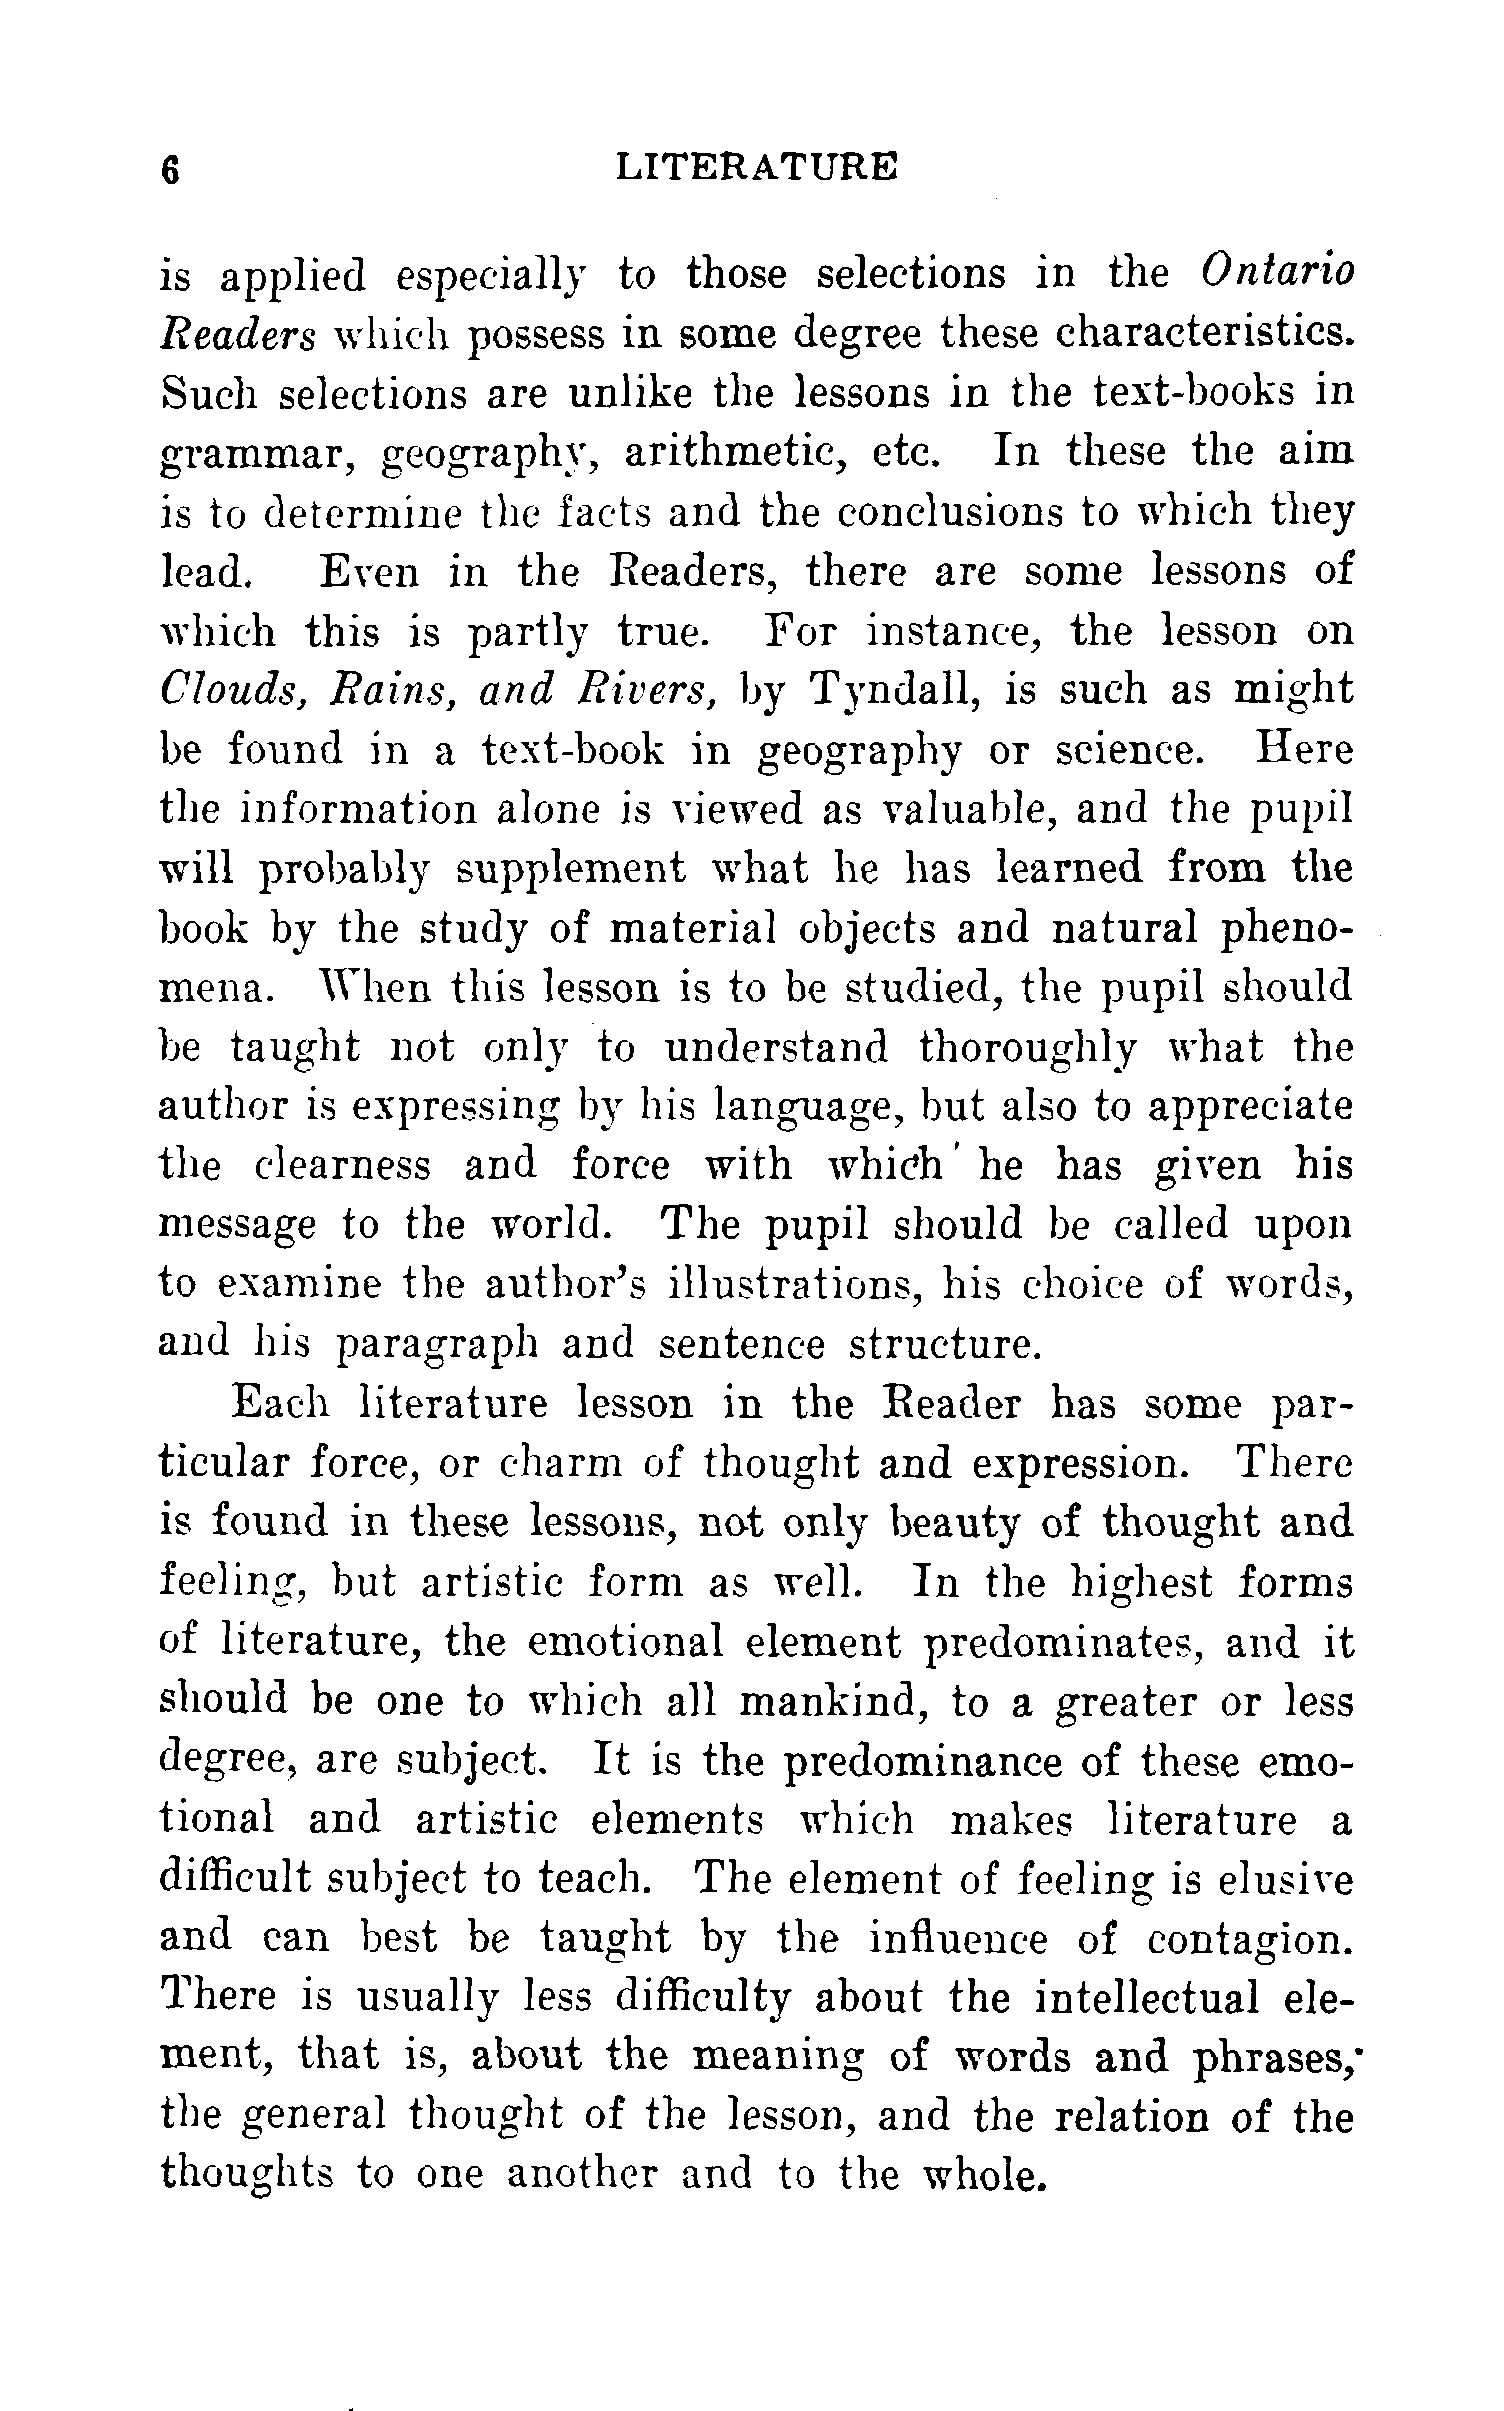 6 LITERATURE
is applied especially to those selections in the Ontario
Readers which possess in some degree these characteristics.
Such selections are unlike the lessons in the text-books in
grammar, geography, arithmetic, etc. In these the aim
is to determine the facts and the conclusions to which they
lead. Even in the Readers, there are some lessons of
which this is partly true. For instance, the lesson on
Clouds, Rains, and Rivers, by Tyndall, is such as might
be found in a text-book in geography or science. Here
the information alone is viewed as valuable, and the pupil
will probably supplement what he has learned from the
book by the study of material objects and natural pheno-
mena. When this lesson is to be studied, the pupil should
be taught not only to understand thoroughly what the
author is expressing by his language, but also to appreciate
the clearness and force with which he has given his
message to the world. The pupil should be called upon
to examine the author's illustrations, his choice of words,
and his paragraph and sentence structure.
Each literature lesson in the Reader has some par-
ticular force, or charm of thought and expression. There
is found in these lessons, not only beauty of thought and
feeling, but artistic form as well. In the highest forms
of literature, the emotional element predominates, and it
should be one to which all mankind, to a greater or less
degree, are subject. It is the predominance of these emo-
tional and artistic elements which makes literature a
difficult subject to teach. The element of feeling is elusive
and can best be taught by the influence of contagion.
There is usually less difficulty about the intellectual ele-
ment, that is, about the meaning of words and phrases,
the general thought of the lesson, and the relation of the
thoughts to one another and to the whole.